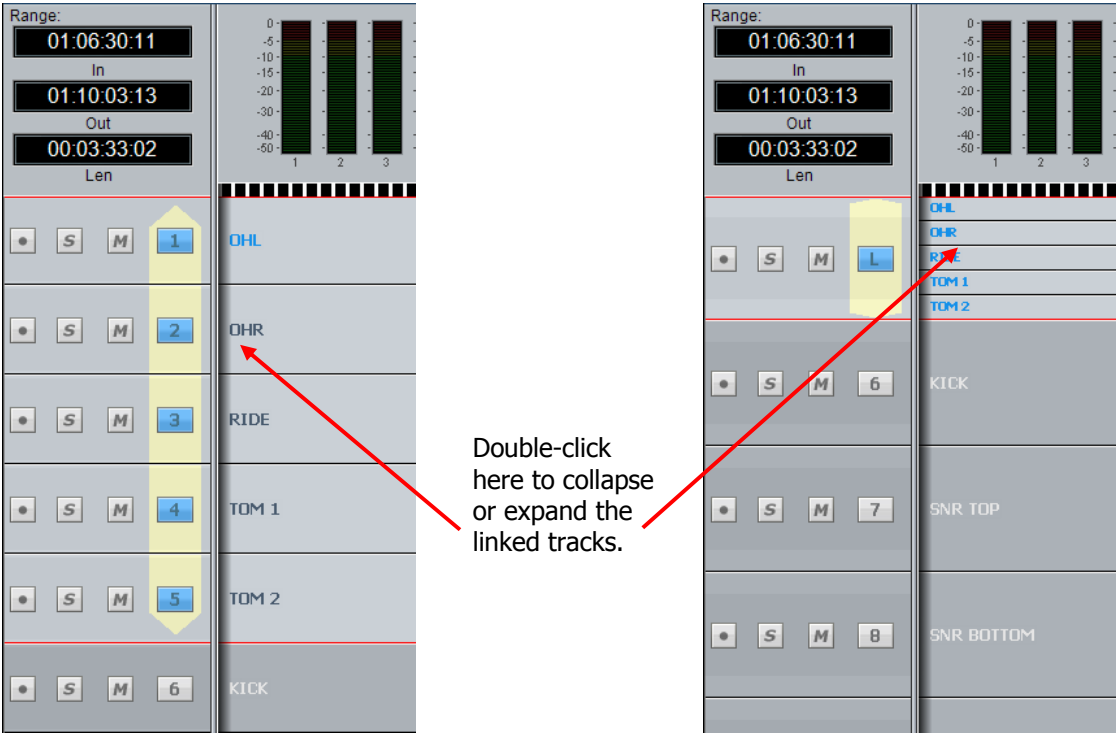 Range:
01:06:30:11
In
01:10:03:13
Out
00:03:33:02
Len
0
-5
-10
-15
-20
-30
-40
-50
1 2 3
S M 1 OHL
S M 2 OHR
S M 3 RIDE
S M 4 TOM 1
S M 5 TOM 2
S M 6 KICK
Double-click
here to collapse
or expand the
linked tracks.
Range:
01:06:30:11
In
01:10:03:13
Out
00:03:33:02
Len
0
-5
-10
-15
-20
-30
-40
-50
1 2 3
OHL
OHR
S M L RIDE
TOM 1
TOM 2
S M 6 KICK
S M 7 SNR TOP
S M 8 SNR BOTTOM